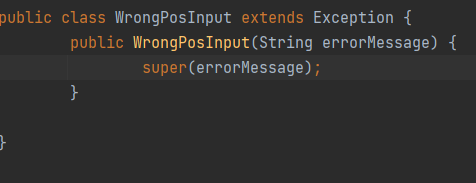 public class WrongPosInput extends Exception {
public WrongPosInput(String errorMessage) {
super(errorMessage);
}
}